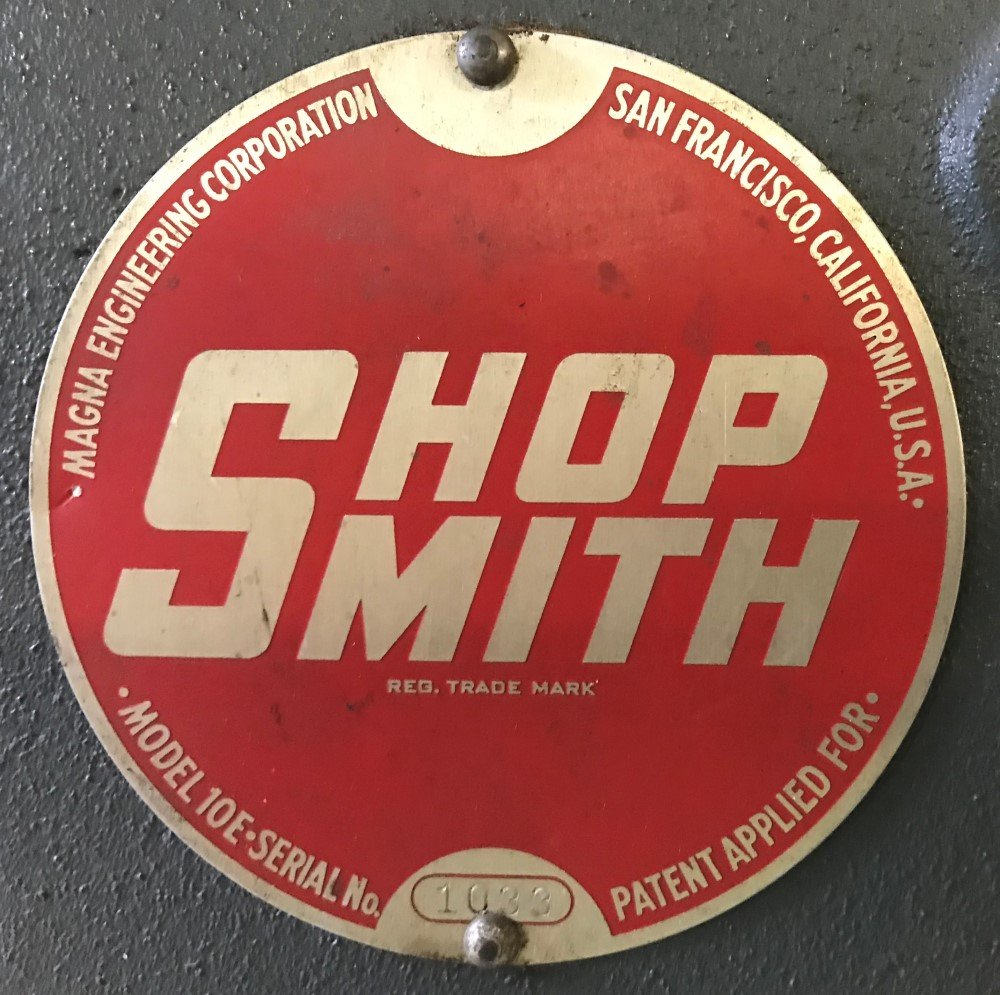 MAGNA ENGINEERING CORPORATION
SAN FRANCISCO, CALIFORNIA, U.S.A.
SHOP
SMITH
REG. TRADE MARK
MODEL 10E·SERIAL No.
1033
PATENT APPLIED FOR